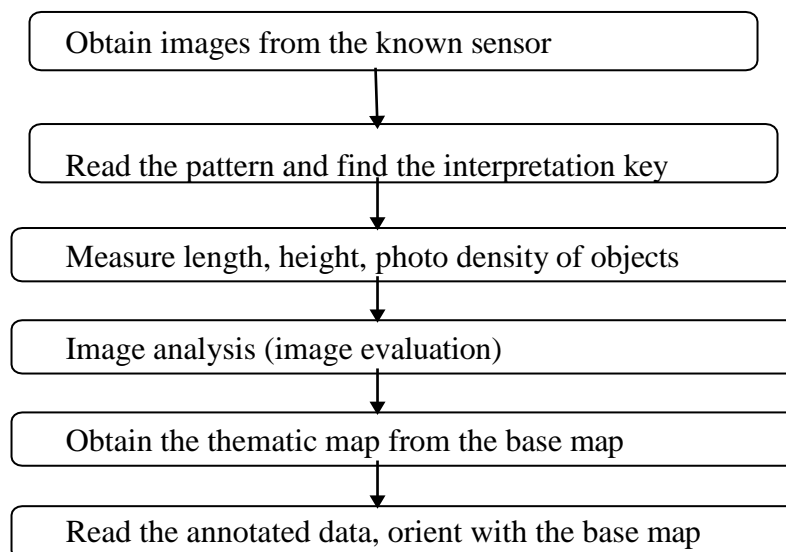 Obtain images from the known sensor
Read the pattern and find the interpretation key
Measure length, height, photo density of objects
Image analysis (image evaluation)
Obtain the thematic map from the base map
Read the annotated data, orient with the base map